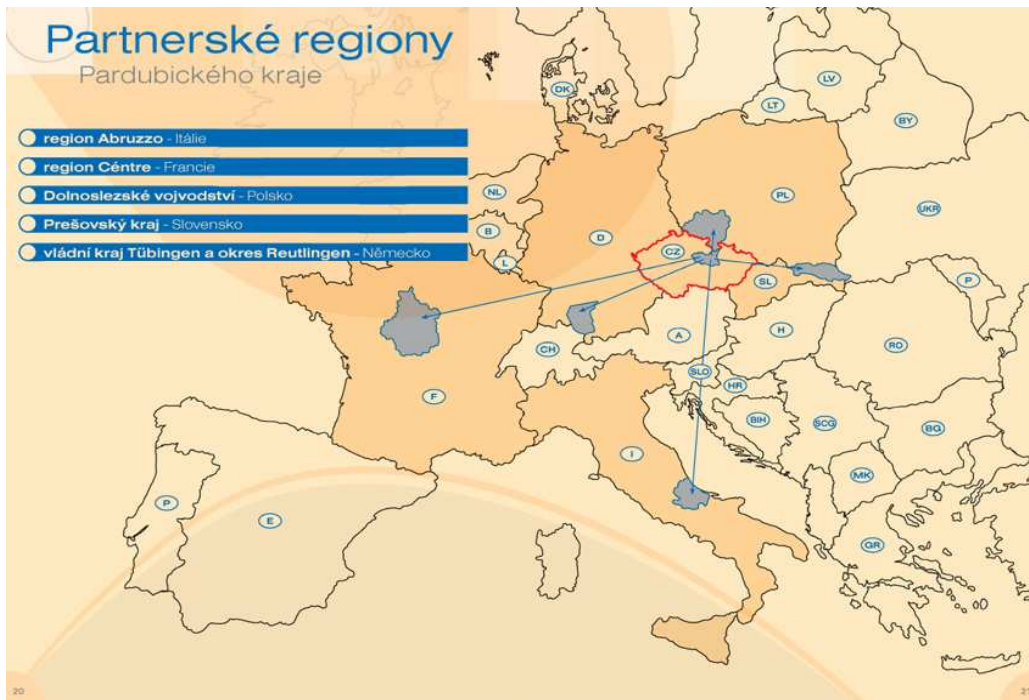 Partnerské regiony
Pardubického kraje
region Abruzzo - Itálie
region Céntre - Francie
Dolnoslezské vojvodství - Polsko
Prešovský kraj - Slovensko
vládní kraj Tübingen a okres Reutlingen - Německo
DK
LV
LT
BY
NL
PL
UKR
B
D
CZ
L
SL
P
CH
A
H
RO
SLO
HR
F
BIH
SCG
BG
I
MK
P
E
GR
20
21